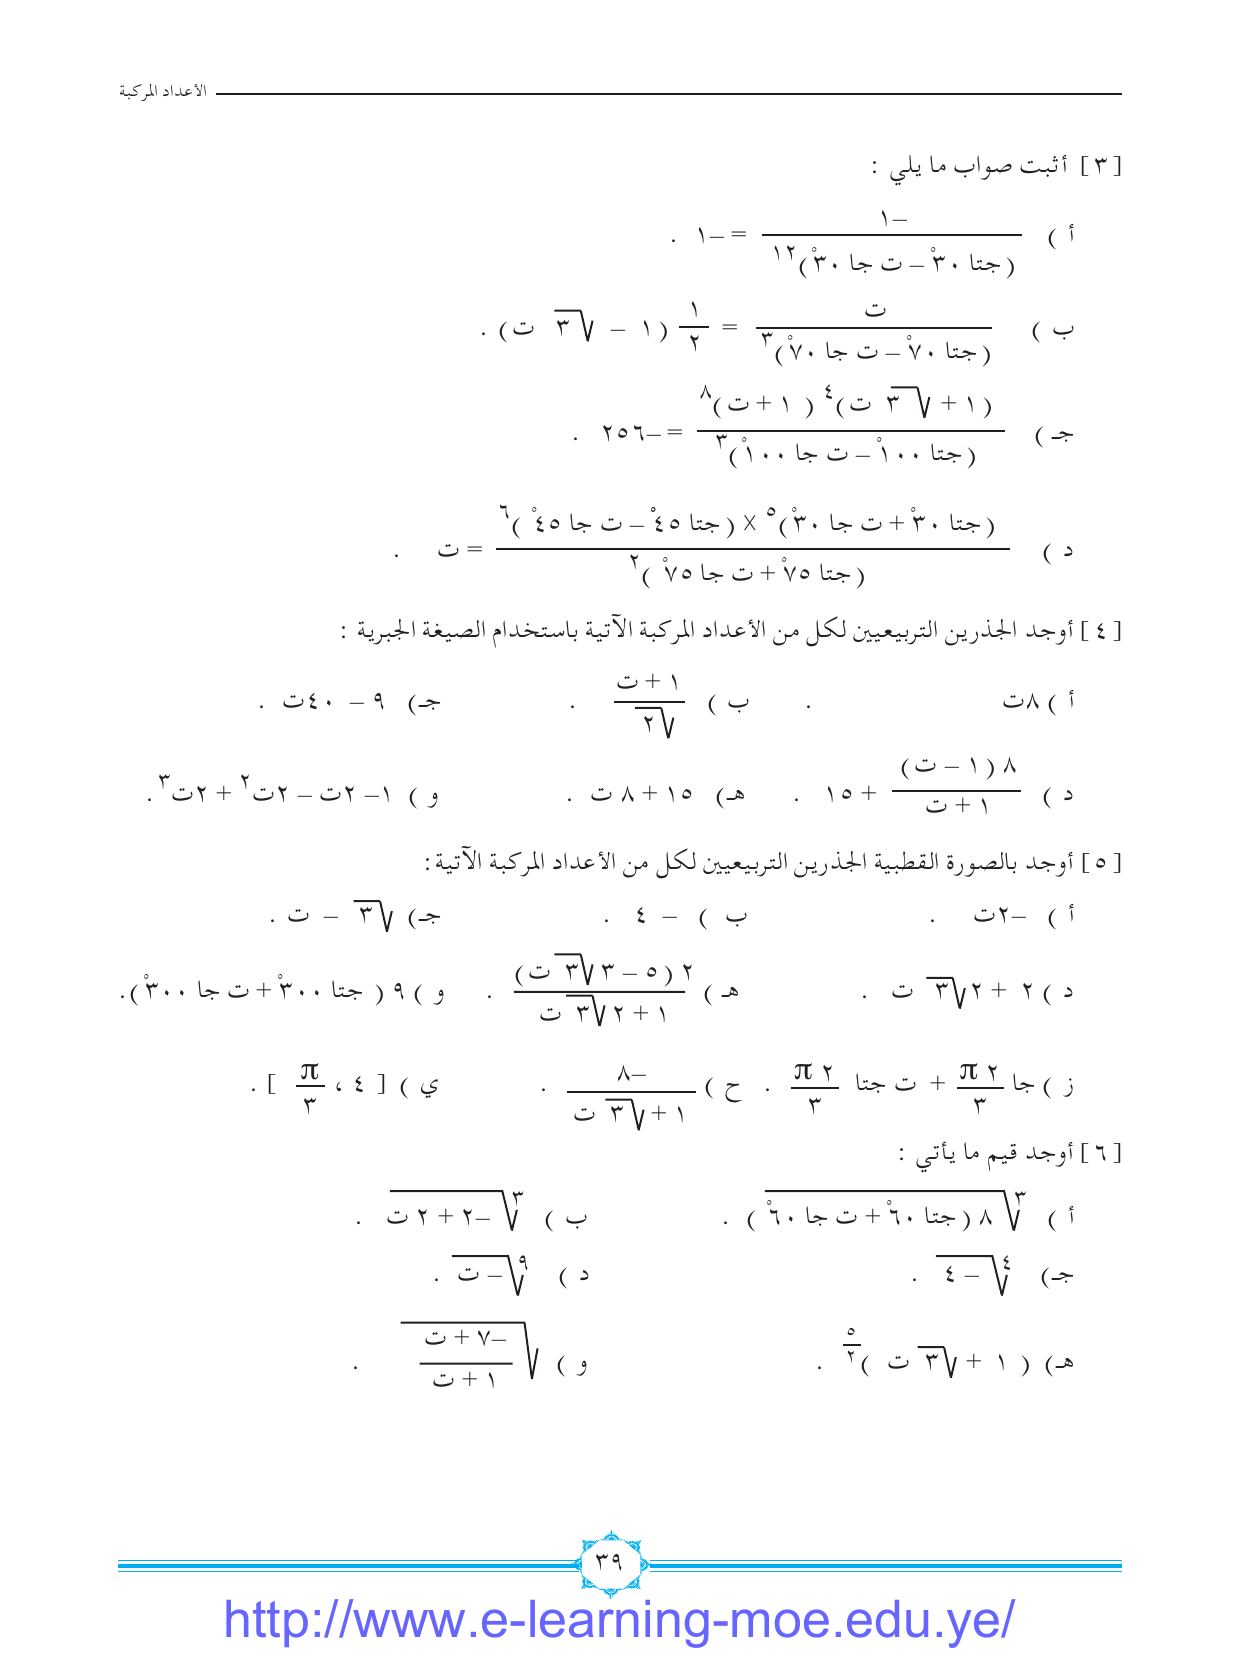 الأعداد المركبة
[ ٣ ] أثبت صواب ما يلي :
أ ) –١ / (جتا ٣٠° – ت جا ٣٠°)^١٢ = –١ .
ب ) ت / (جتا ٧٠° – ت جا ٧٠°)^٣ = ١/٢ ( ١ – √٣ ت ) .
جـ ) (١ + √٣ ت)^٤ ( ١ + ت)^٨ / (جتا ١٠٠° – ت جا ١٠٠°)^٣ = –٢٥٦ .
د ) (جتا ٣٠° + ت جا ٣٠°)^٥ × (جتا ٤٥° – ت جا ٤٥° )^٦ / (جتا ٧٥° + ت جا ٧٥° )^٢ = ت .
[ ٤ ] أوجد الجذرين التربيعيين لكل من الأعداد المركبة الآتية باستخدام الصيغة الجبرية :
أ ) ٨ت . ب ) (١ + ت) / √٢ . جـ) ٩ – ٤٠ت .
د ) ٨ (١ – ت) / (١ + ت) + ١٥ . هـ) ١٥ + ٨ ت . و ) ١– ٢ت – ٢ت^٢ + ٢ت^٣ .
[ ٥ ] أوجد بالصورة القطبية الجذرين التربيعيين لكل من الأعداد المركبة الآتية:
أ ) –٢ت . ب ) – ٤ . جـ) √٣ – ت .
د ) ٢ + ٢√٣ ت . هـ ) ٢ (٥ – ٣√٣ ت) / (١ + ٢√٣ ت) . و ) ٩ ( جتا ٣٠٠° + ت جا ٣٠٠°).
ز ) جا ٢ π / ٣ + ت جتا ٢ π / ٣ . ح ) –٨ / (١ + √٣ ت) . ي ) [ ٤ ، π / ٣ ] .
[ ٦ ] أوجد قيم ما يأتي :
أ ) ∛(٨ (جتا ٦٠° + ت جا ٦٠° )) . ب ) ∛(–٢ + ٢ ت) .
جـ) ∜(– ٤) . د ) ⁹√(– ت) .
هـ) ( ١ + √٣ ت )^(٥/٢) . و ) √((–٧ + ت) / (١ + ت)) .
٣٩
http://www.e-learning-moe.edu.ye/